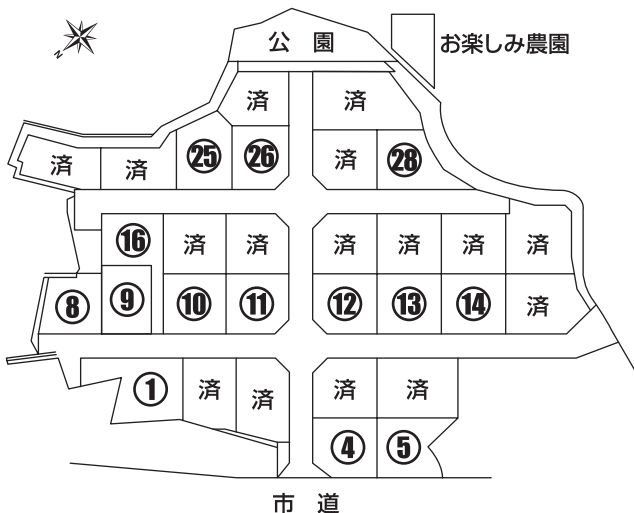 公園
お楽しみ農園
N
済 済
済 済 25 26 済 28
16 済 済 済 済 済 済
8 9 10 11 12 13 14 済
1 済 済 済 済
4 5
市道